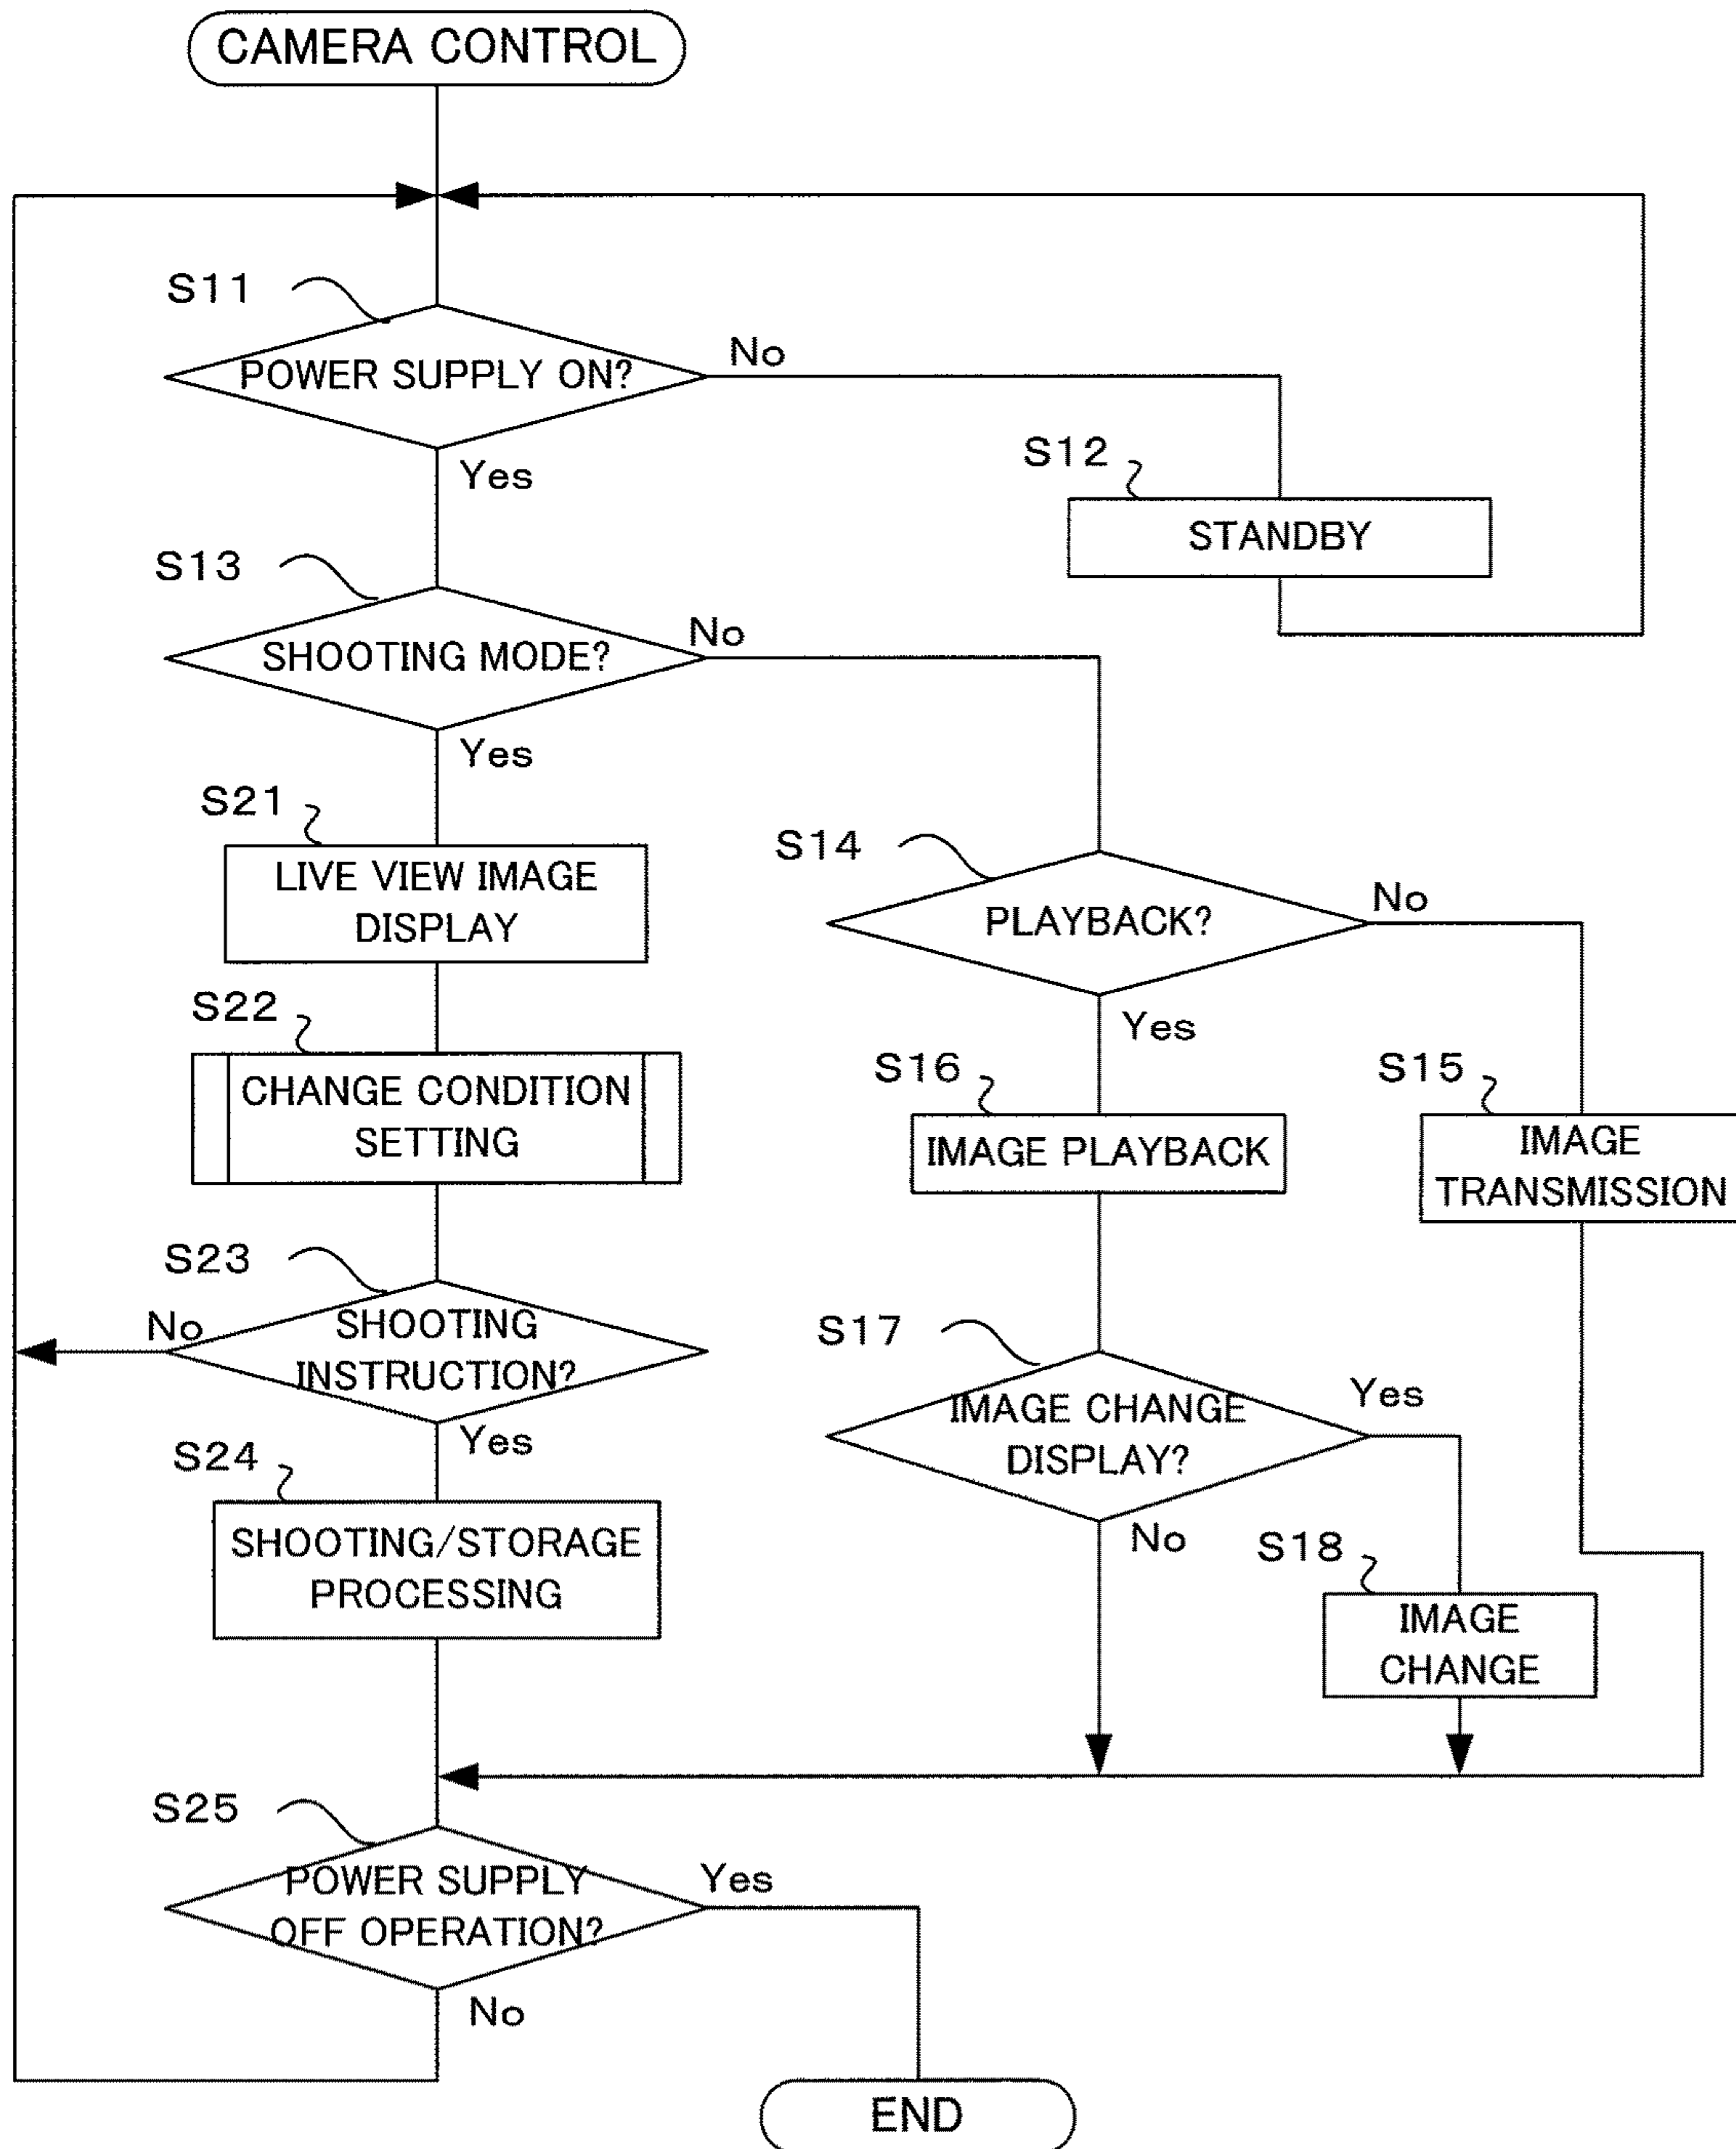 CAMERA CONTROL
S11
POWER SUPPLY ON?
No
Yes
S12
STANDBY
S13
SHOOTING MODE?
No
Yes
S21
LIVE VIEW IMAGE
DISPLAY
S14
PLAYBACK?
No
Yes
S22
CHANGE CONDITION
SETTING
S16
IMAGE PLAYBACK
S15
IMAGE
TRANSMISSION
S23
SHOOTING
INSTRUCTION?
No
Yes
S17
IMAGE CHANGE
DISPLAY?
Yes
No
S24
SHOOTING/STORAGE
PROCESSING
S18
IMAGE
CHANGE
S25
POWER SUPPLY
OFF OPERATION?
Yes
No
END